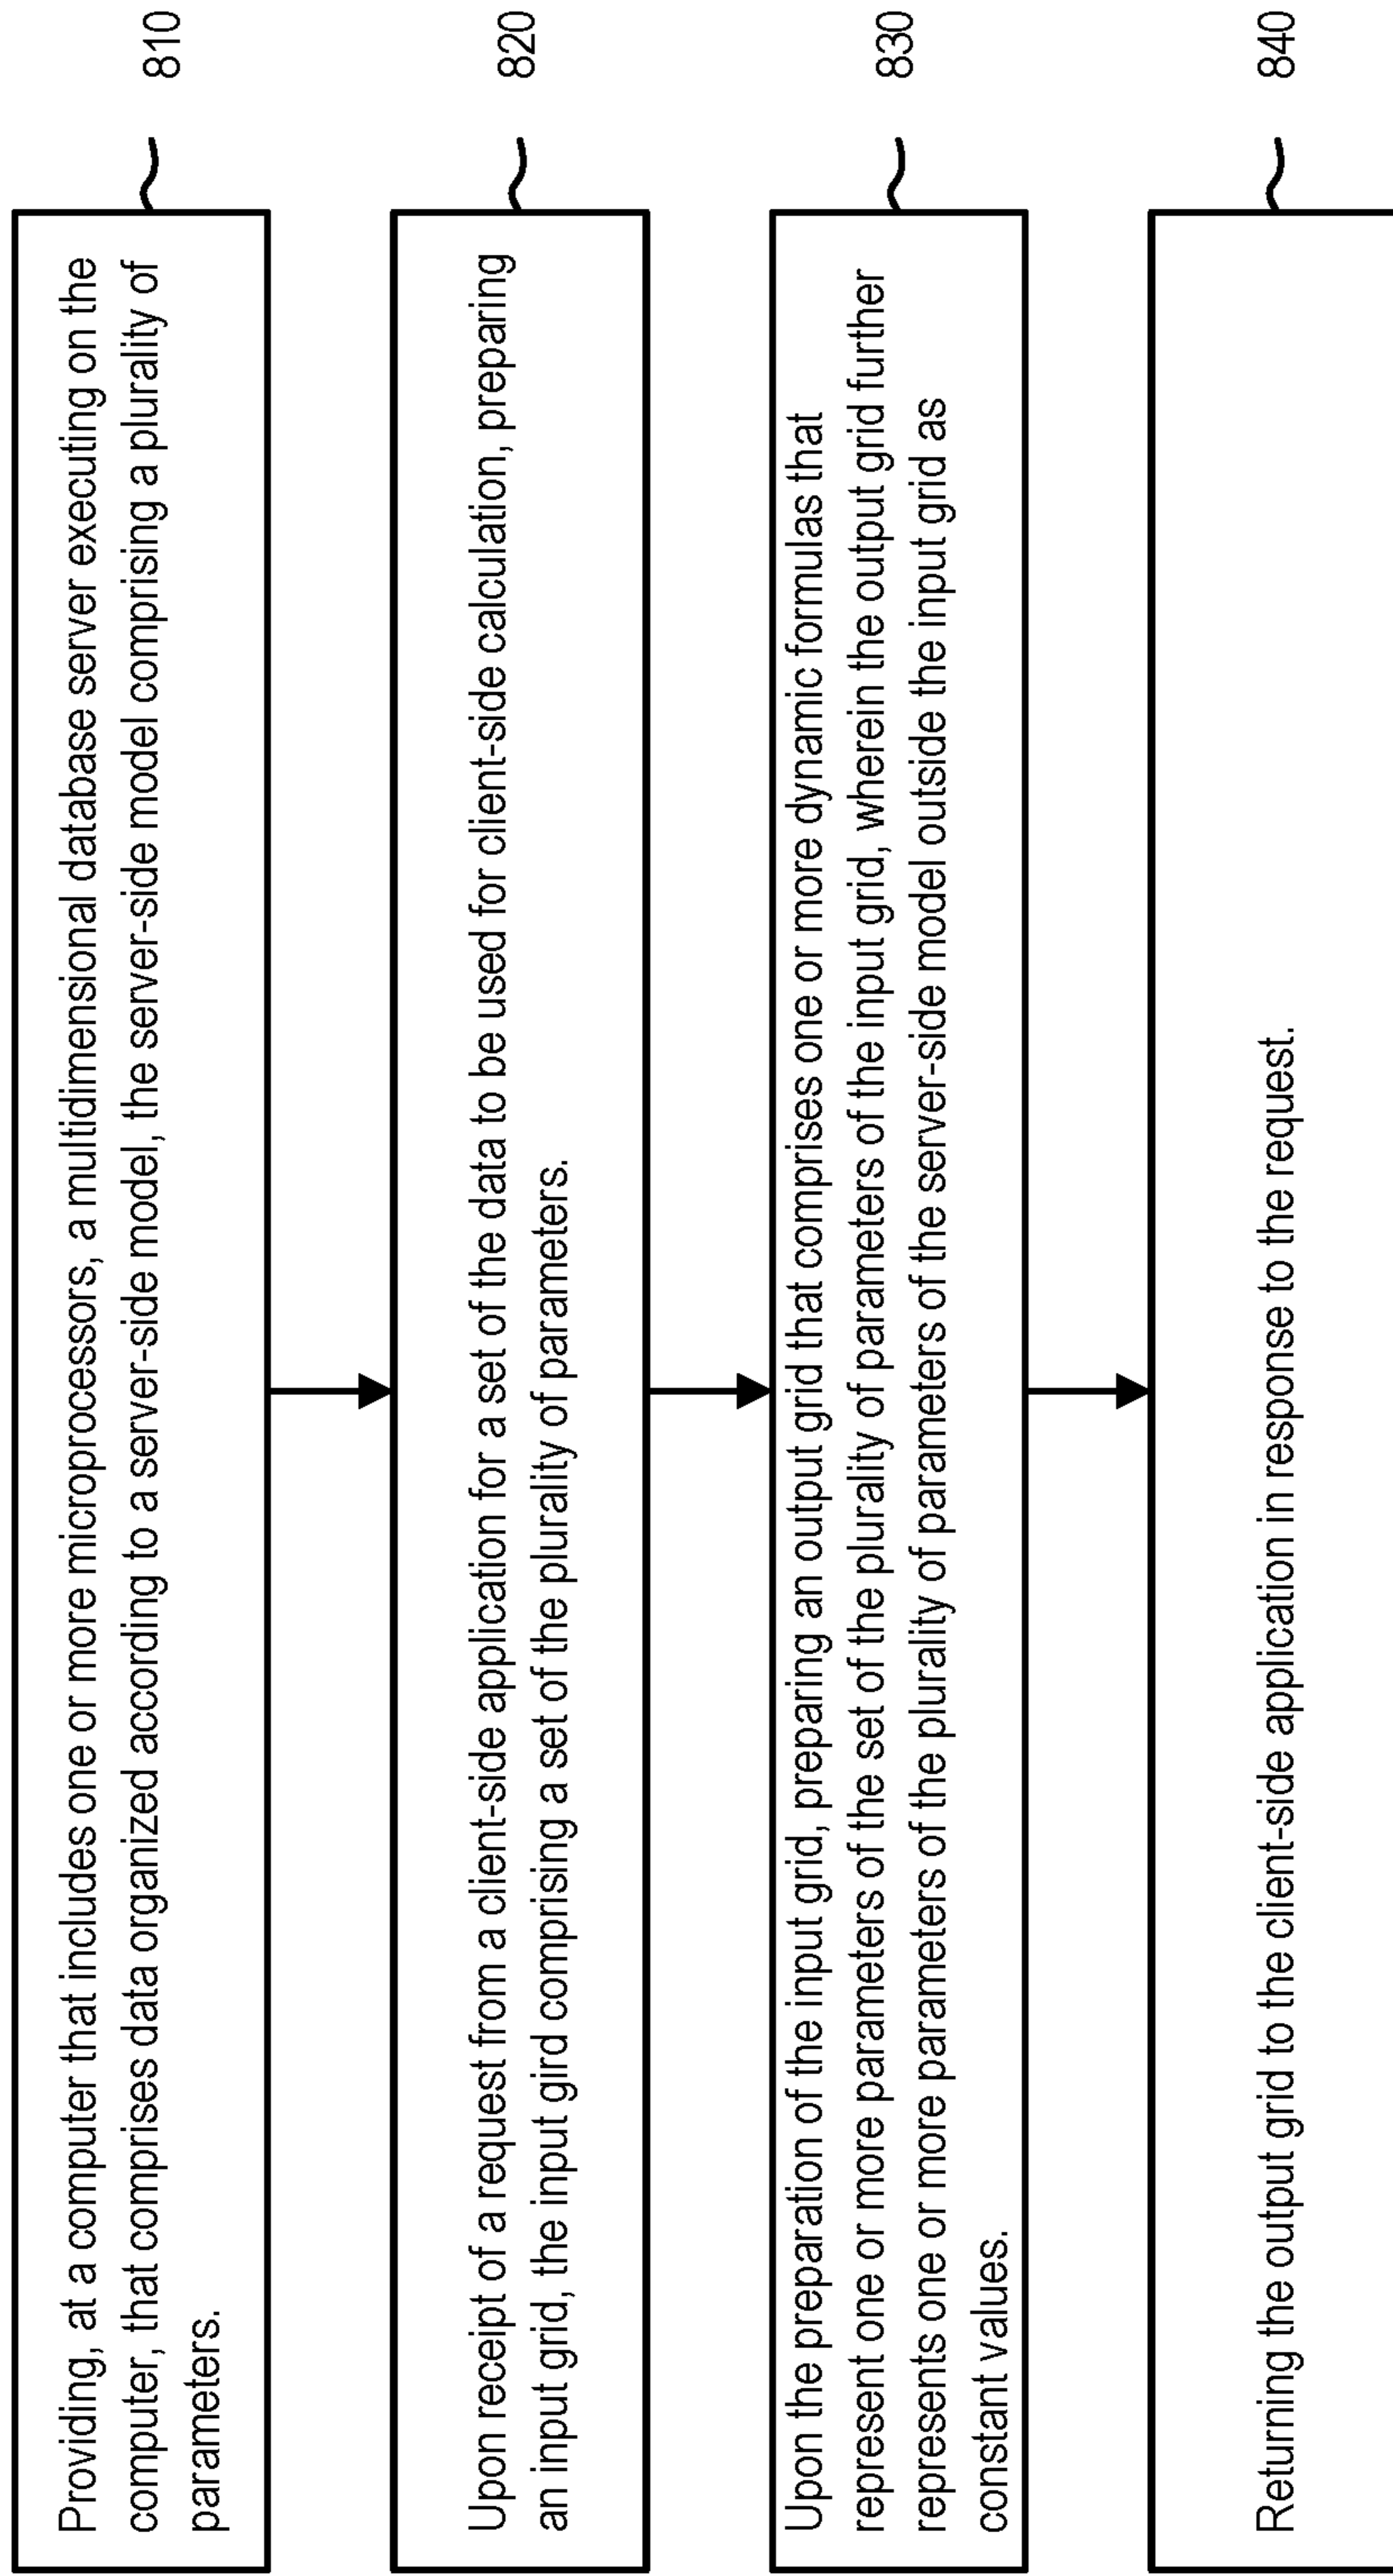 Providing, at a computer that includes one or more microprocessors, a multidimensional database server executing on the
computer, that comprises data organized according to a server-side model, the server-side model comprising a plurality of
parameters.
810
Upon receipt of a request from a client-side application for a set of the data to be used for client-side calculation, preparing
an input grid, the input gird comprising a set of the plurality of parameters.
820
Upon the preparation of the input grid, preparing an output grid that comprises one or more dynamic formulas that
represent one or more parameters of the set of the plurality of parameters of the input grid, wherein the output grid further
represents one or more parameters of the plurality of parameters of the server-side model outside the input grid as
constant values.
830
Returning the output grid to the client-side application in response to the request.
840